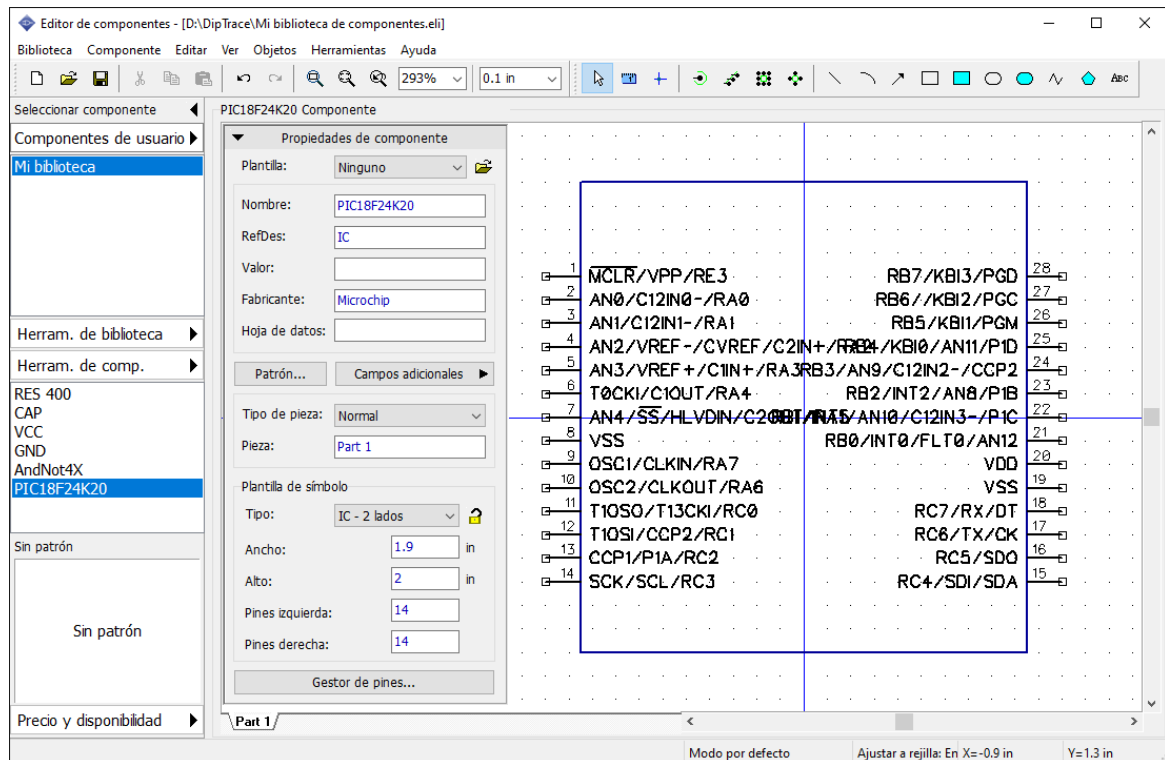 Editor de componentes - [D:\DipTrace\Mi biblioteca de componentes.eli]
Biblioteca Componente Editar Ver Objetos Herramientas Ayuda
293% 0.1 in ABC
Seleccionar componente
Componentes de usuario
Mi biblioteca
Herram. de biblioteca
Herram. de comp.
RES 400
CAP
VCC
GND
AndNot4X
PIC18F24K20
Sin patrón
Sin patrón
Precio y disponibilidad
PIC18F24K20 Componente
Propiedades de componente
Plantilla: Ninguno
Nombre: PIC18F24K20
RefDes: IC
Valor:
Fabricante: Microchip
Hoja de datos:
Patrón... Campos adicionales
Tipo de pieza: Normal
Pieza: Part 1
Plantilla de símbolo
Tipo: IC - 2 lados
Ancho: 1.9 in
Alto: 2 in
Pines izquierda: 14
Pines derecha: 14
Gestor de pines...
Part 1
1 MCLR/VPP/RE3 RB7/KBI3/PGD 28
2 AN0/C12IN0-/RA0 RB6//KBI2/PGC 27
3 AN1/C12IN1-/RA1 RB5/KBI1/PGM 26
4 AN2/VREF-/CVREF/C2IN+/ /KBI0/AN11/P1D 25
5 AN3/VREF+/C1IN+/RA3 RB3/AN9/C12IN2-/CCP2 24
6 T0CKI/C1OUT/RA4 RB2/INT2/AN8/P1B 23
7 AN4/SS/HLVDIN/ /AN10/C12IN3-/P1C 22
8 VSS RB0/INT0/FLT0/AN12 21
9 OSC1/CLKIN/RA7 VDD 20
10 OSC2/CLKOUT/RA6 VSS 19
11 T1OSO/T13CKI/RC0 RC7/RX/DT 18
12 T1OSI/CCP2/RC1 RC6/TX/CK 17
13 CCP1/P1A/RC2 RC5/SDO 16
14 SCK/SCL/RC3 RC4/SDI/SDA 15
Modo por defecto Ajustar a rejilla: En X=-0.9 in Y=1.3 in